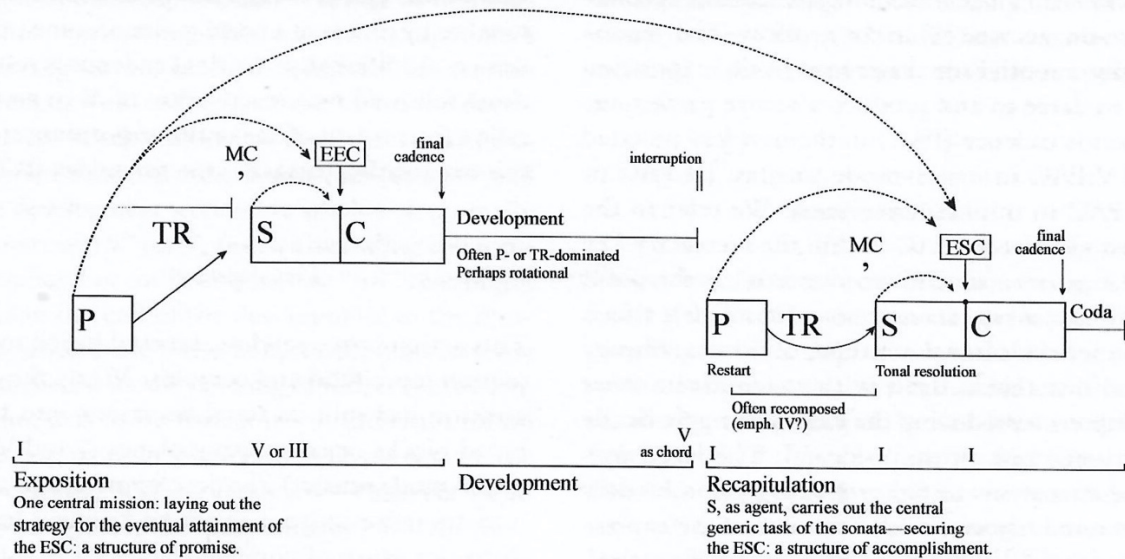 MC
,
EEC
final
cadence
interruption
TR
S
C
Development
Often P- or TR-dominated
Perhaps rotational
P
MC
,
ESC
final
cadence
P
TR
S
C
Coda
Restart
Tonal resolution
Often recomposed
(emph. IV?)
I
V or III
V
as chord
I
I
Exposition
One central mission: laying out the
strategy for the eventual attainment of
the ESC: a structure of promise.
Development
Recapitulation
S, as agent, carries out the central
generic task of the sonata—securing
the ESC: a structure of accomplishment.